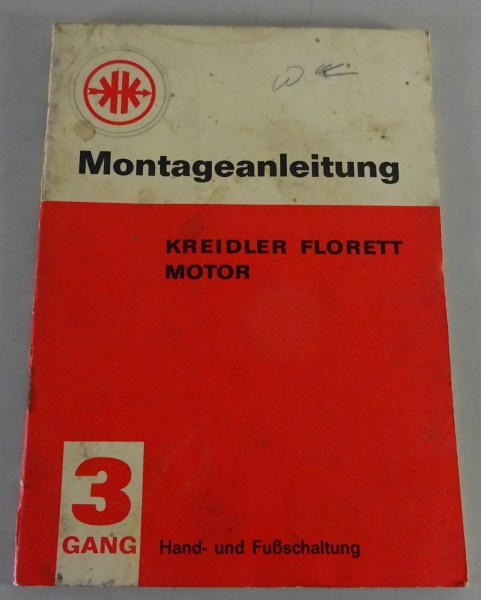 Montageanleitung
KREIDLER FLORETT
MOTOR
3
GANG
Hand- und Fußschaltung